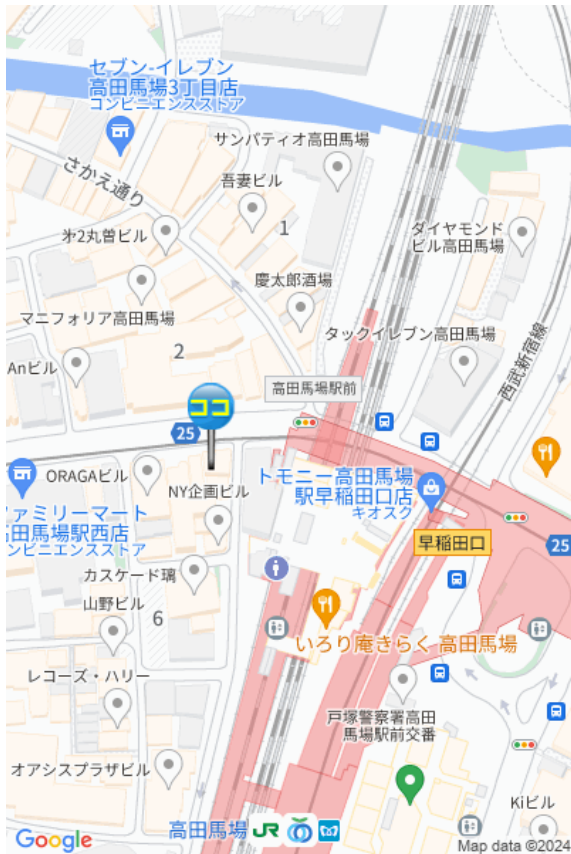 セブン-イレブン
高田馬場3丁目店
コンビニエンスストア
サンパティオ高田馬場
さかえ通り
吾妻ビル
1
ダイヤモンド
ビル高田馬場
㐧2丸曽ビル
慶太郎酒場
マニフォリア高田馬場
タックイレブン高田馬場
西武新宿線
2
Anビル
高田馬場駅前
ココ
25
ORAGAビル
トモニー高田馬場
駅早稲田口店
キオスク
NY企画ビル
ファミリーマート
高田馬場駅西店
コンビニエンスストア
早稲田口
25
カスケード璃
山野ビル
6
いろり庵きらく 高田馬場
レコーズ・ハリー
戸塚警察署高田
馬場駅前交番
オアシスプラザビル
Kiビル
高田馬場 JR
Google
Map data ©2024